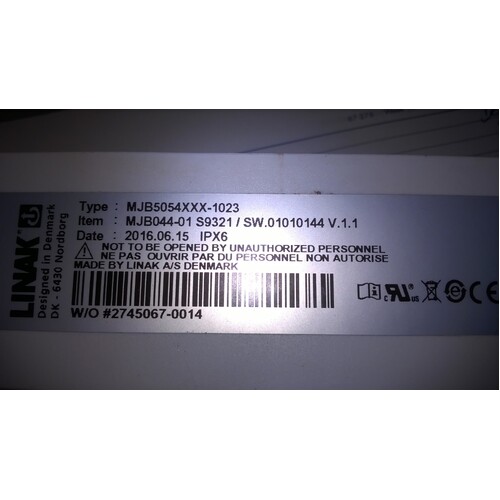 LINAK
Designed in Denmark
DK - 6430 Nordborg
Type : MJB5054XXX-1023
Item : MJB044-01 S9321 / SW.01010144 V.1.1
Date : 2016.06.15 IPX6
NOT TO BE OPENED BY UNAUTHORIZED PERSONNEL
NE PAS OUVRIR PAR DU PERSONNEL NON AUTORISE
MADE BY LINAK A/S DENMARK
W/O #2745067-0014